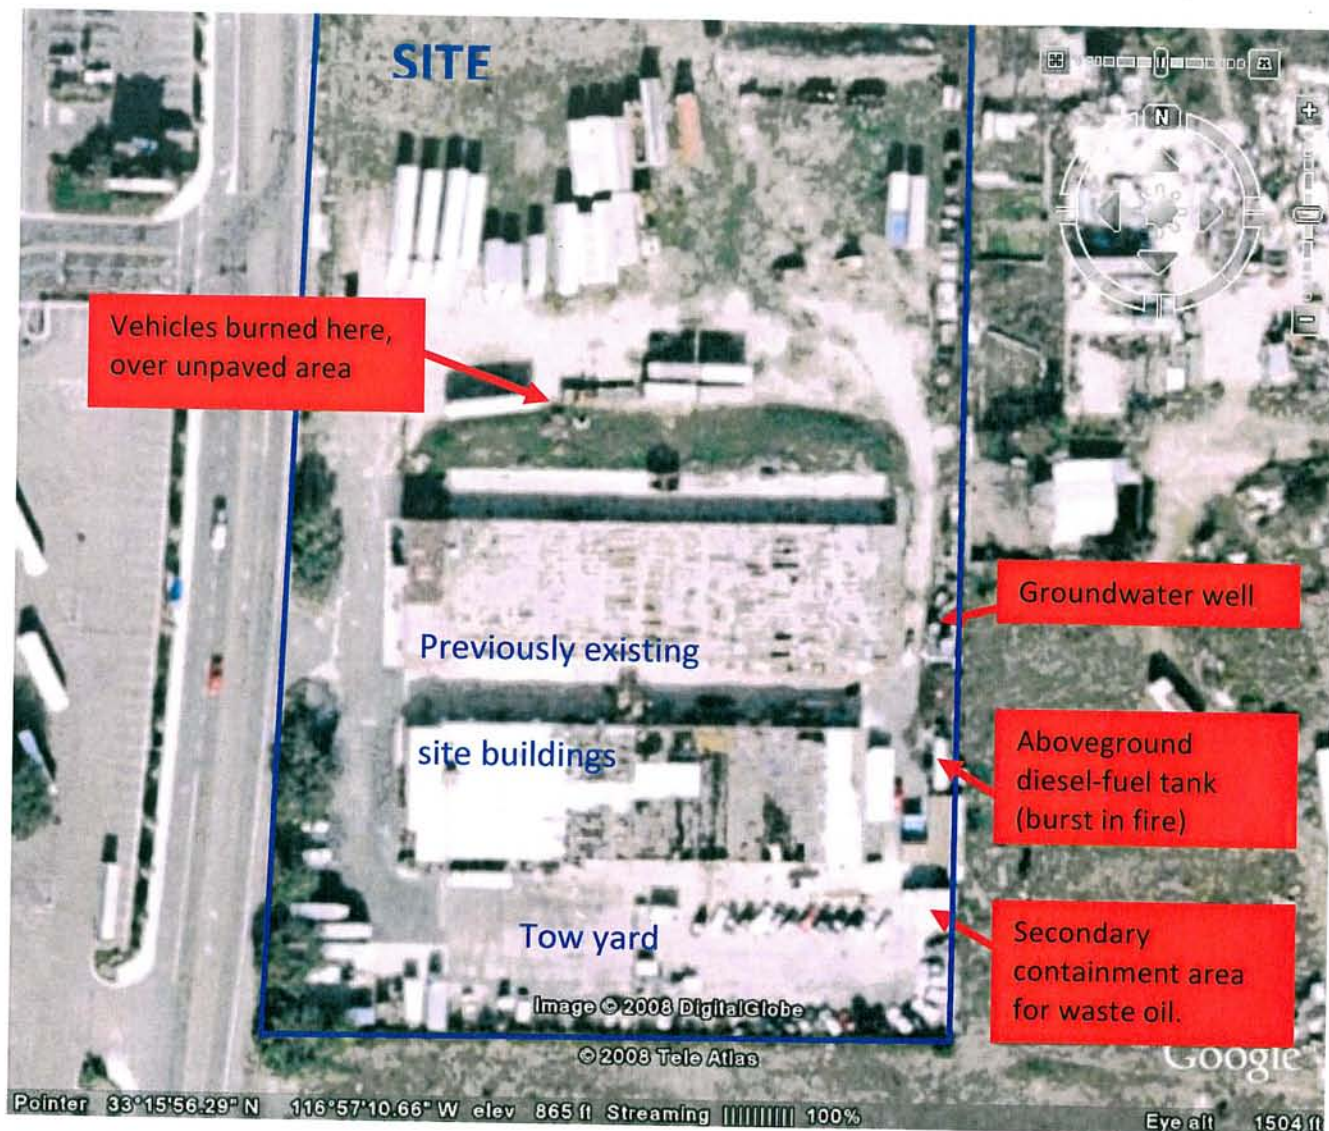 SITE
N
Vehicles burned here,
over unpaved area
Groundwater well
Previously existing
site buildings
Aboveground
diesel-fuel tank
(burst in fire)
Tow yard
Secondary
containment area
for waste oil.
Image © 2008 DigitalGlobe
© 2008 Tele Atlas
Google
Pointer 33°15'56.29" N 116°57'10.66" W elev 865 ft Streaming |||||||||| 100% Eye alt 1504 ft